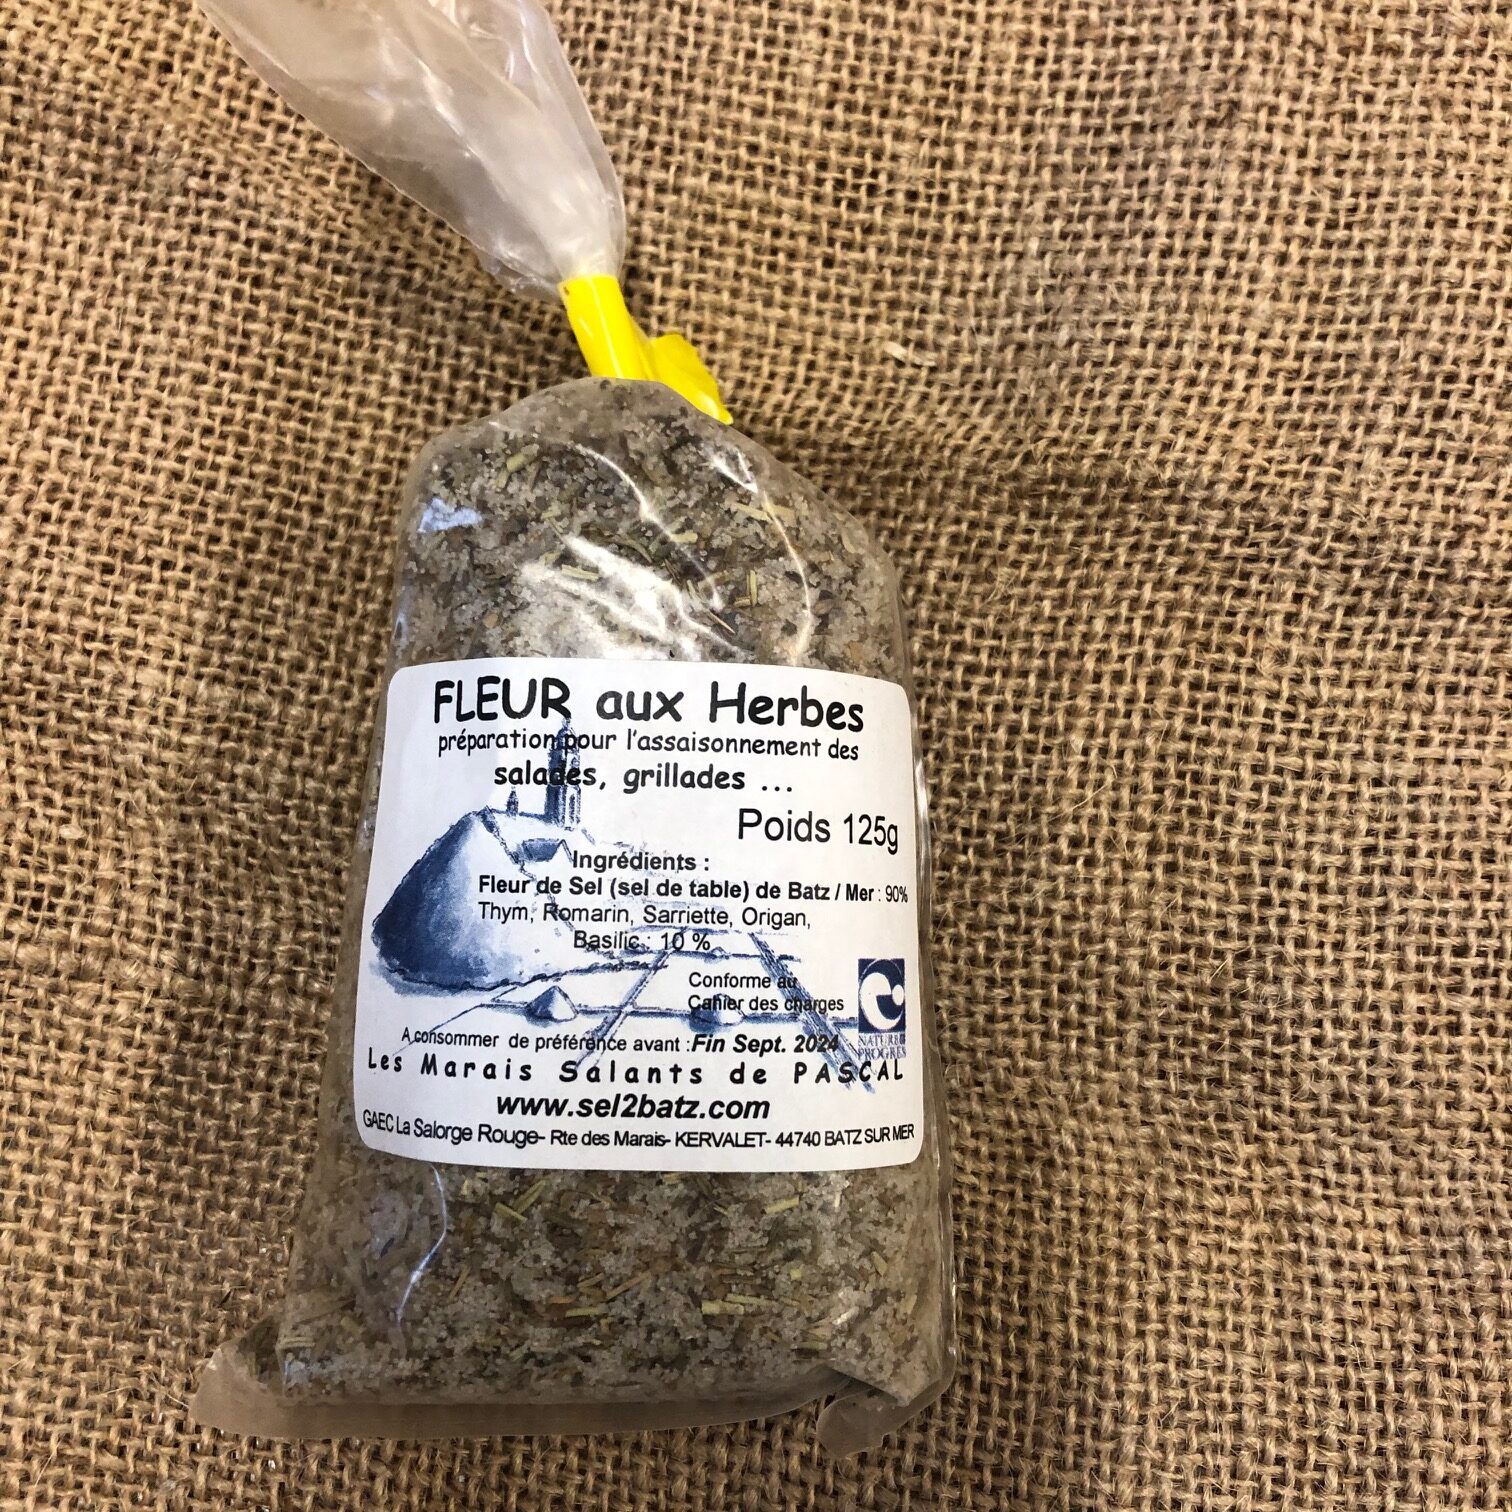 FLEUR aux Herbes
préparation pour l'assaisonnement des
salades, grillades ...
Poids 125g
Ingrédients :
Fleur de Sel (sel de table) de Batz / Mer : 90%
Thym, Romarin, Sarriette, Origan,
Basilic : 10 %
Conforme au
Cahier des charges
NATURE &
PROGRES
A consommer de préférence avant :Fin Sept. 2024
Les Marais Salants de PASCAL
www.sel2batz.com
GAEC La Salorge Rouge- Rte des Marais- KERVALET- 44740 BATZ SUR MER